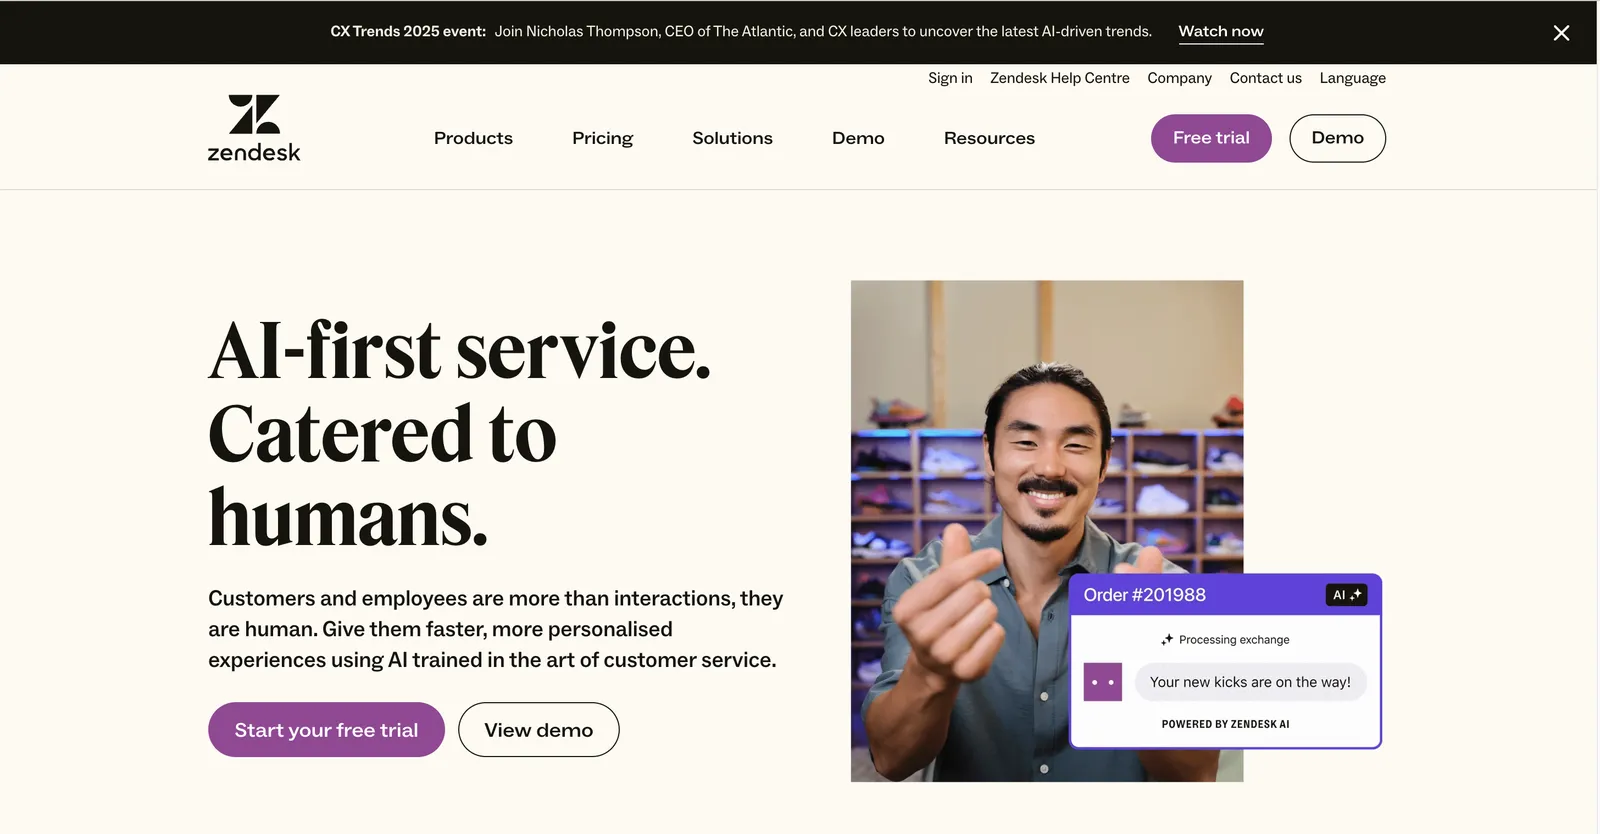 CX Trends 2025 event: Join Nicholas Thompson, CEO of The Atlantic, and CX leaders to uncover the latest AI-driven trends. Watch now
Sign in Zendesk Help Centre Company Contact us Language
zendesk
Products Pricing Solutions Demo Resources Free trial Demo
AI-first service.
Catered to
humans.
Customers and employees are more than interactions, they
are human. Give them faster, more personalised
experiences using AI trained in the art of customer service.
Start your free trial View demo
Order #201988 AI
Processing exchange
Your new kicks are on the way!
POWERED BY ZENDESK AI